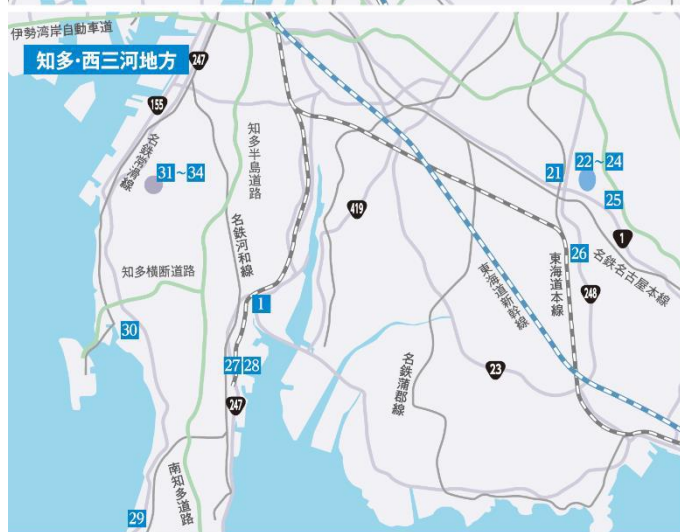 伊勢湾岸自動車道
知多・西三河地方
247
155
名鉄常滑線
知多半島道路
31～34
419
21
22～24
25
1
名鉄河和線
知多横断道路
東海道新幹線
東海道本線
26
名鉄名古屋本線
248
1
30
27 28
247
名鉄蒲郡線
23
南知多道路
29